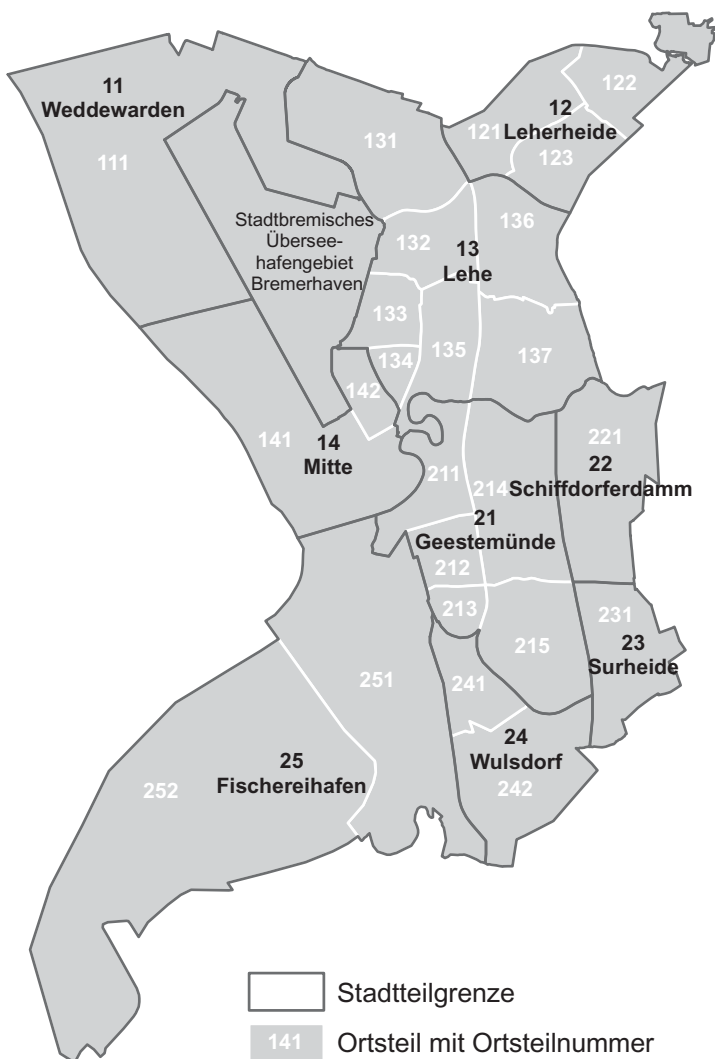 11
Weddewarden
111
122
12
Leherheide
121
123
131
136
Stadtbremisches
Übersee-
hafengebiet
Bremerhaven
132
13
Lehe
133
135
137
134
142
141
14
Mitte
221
22
Schiffdorferdamm
211
214
21
Geestemünde
212
213
215
231
23
Surheide
251
241
24
Wulsdorf
242
25
Fischereihafen
252
Stadtteilgrenze
141 Ortsteil mit Ortsteilnummer